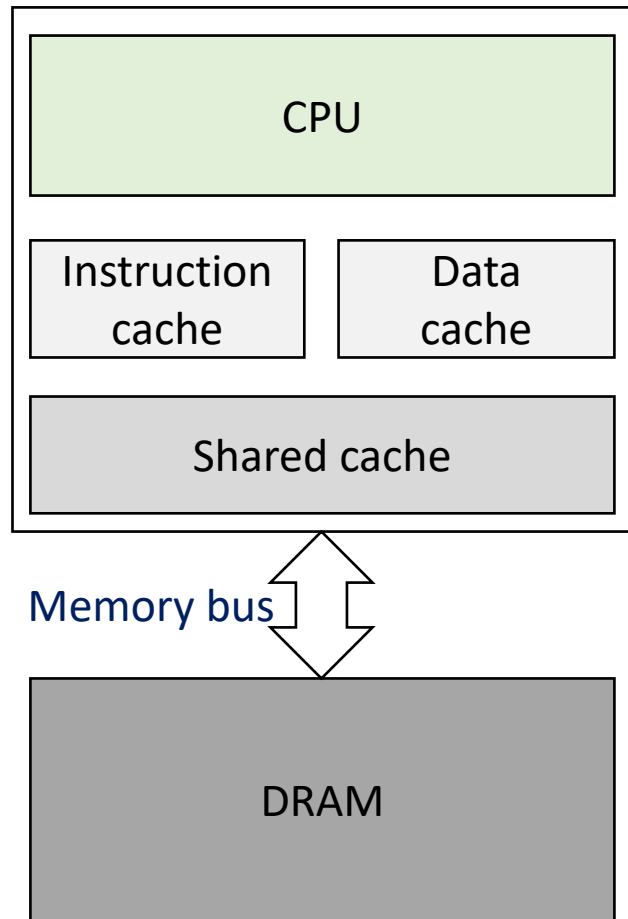 CPU
Instruction
cache
Data
cache
Shared cache
Memory bus
DRAM